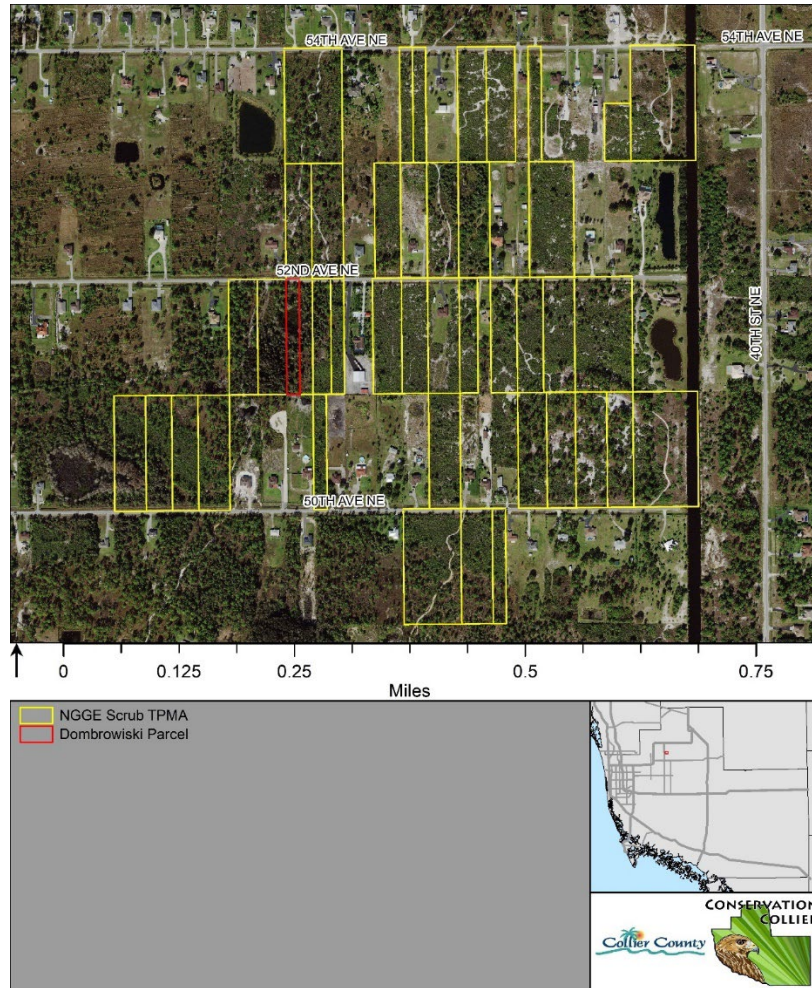 54TH AVE NE
54TH AVE NE
52ND AVE NE
40TH ST NE
50TH AVE NE
0 0.125 0.25 0.5 0.75
Miles
NGGE Scrub TPMA
Dombrowiski Parcel
CONSERVATION
COLLIER
Collier County